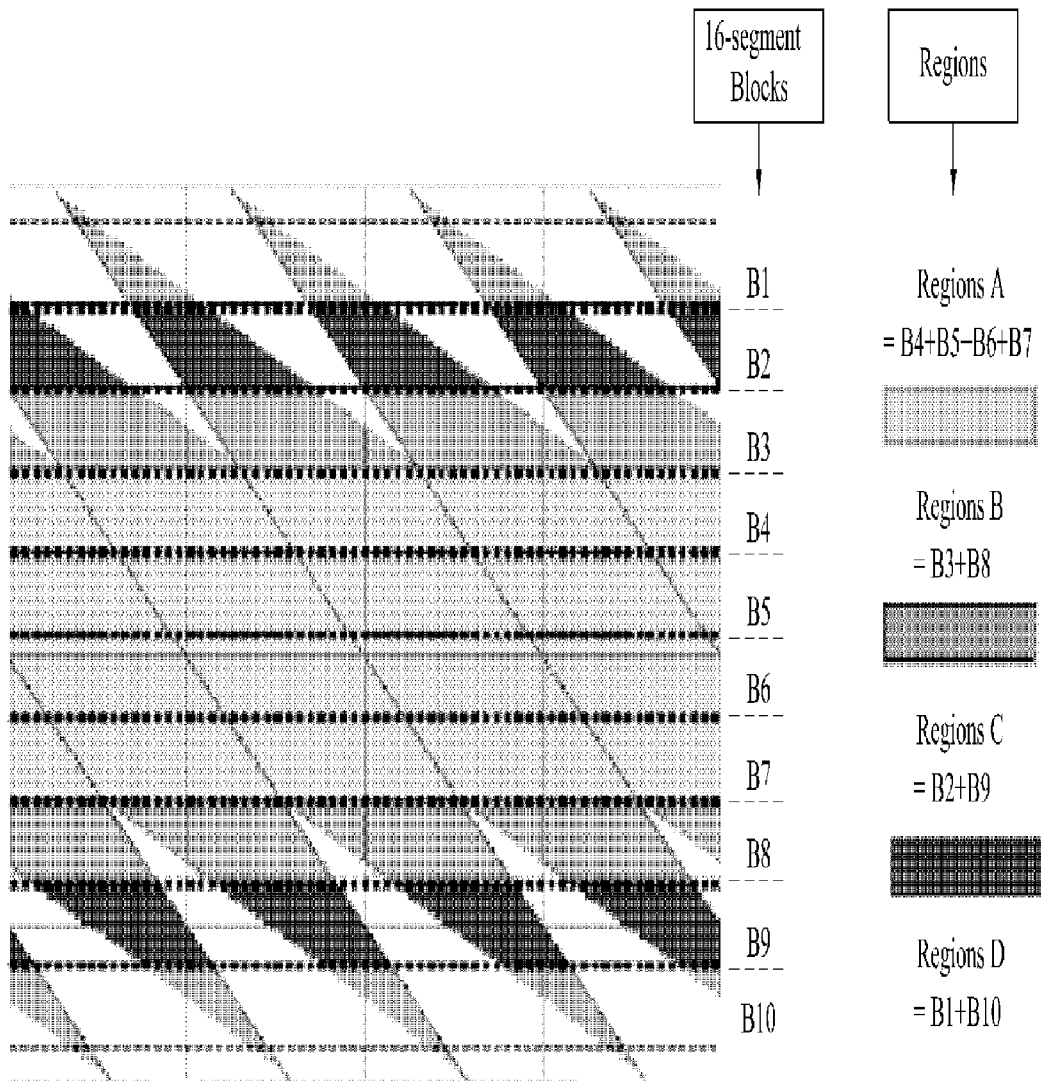 16-segment
Blocks
Regions
B1
B2
B3
B4
B5
B6
B7
B8
B9
B10
Regions A
= B4+B5-B6+B7
Regions B
= B3+B8
Regions C
= B2+B9
Regions D
= B1+B10